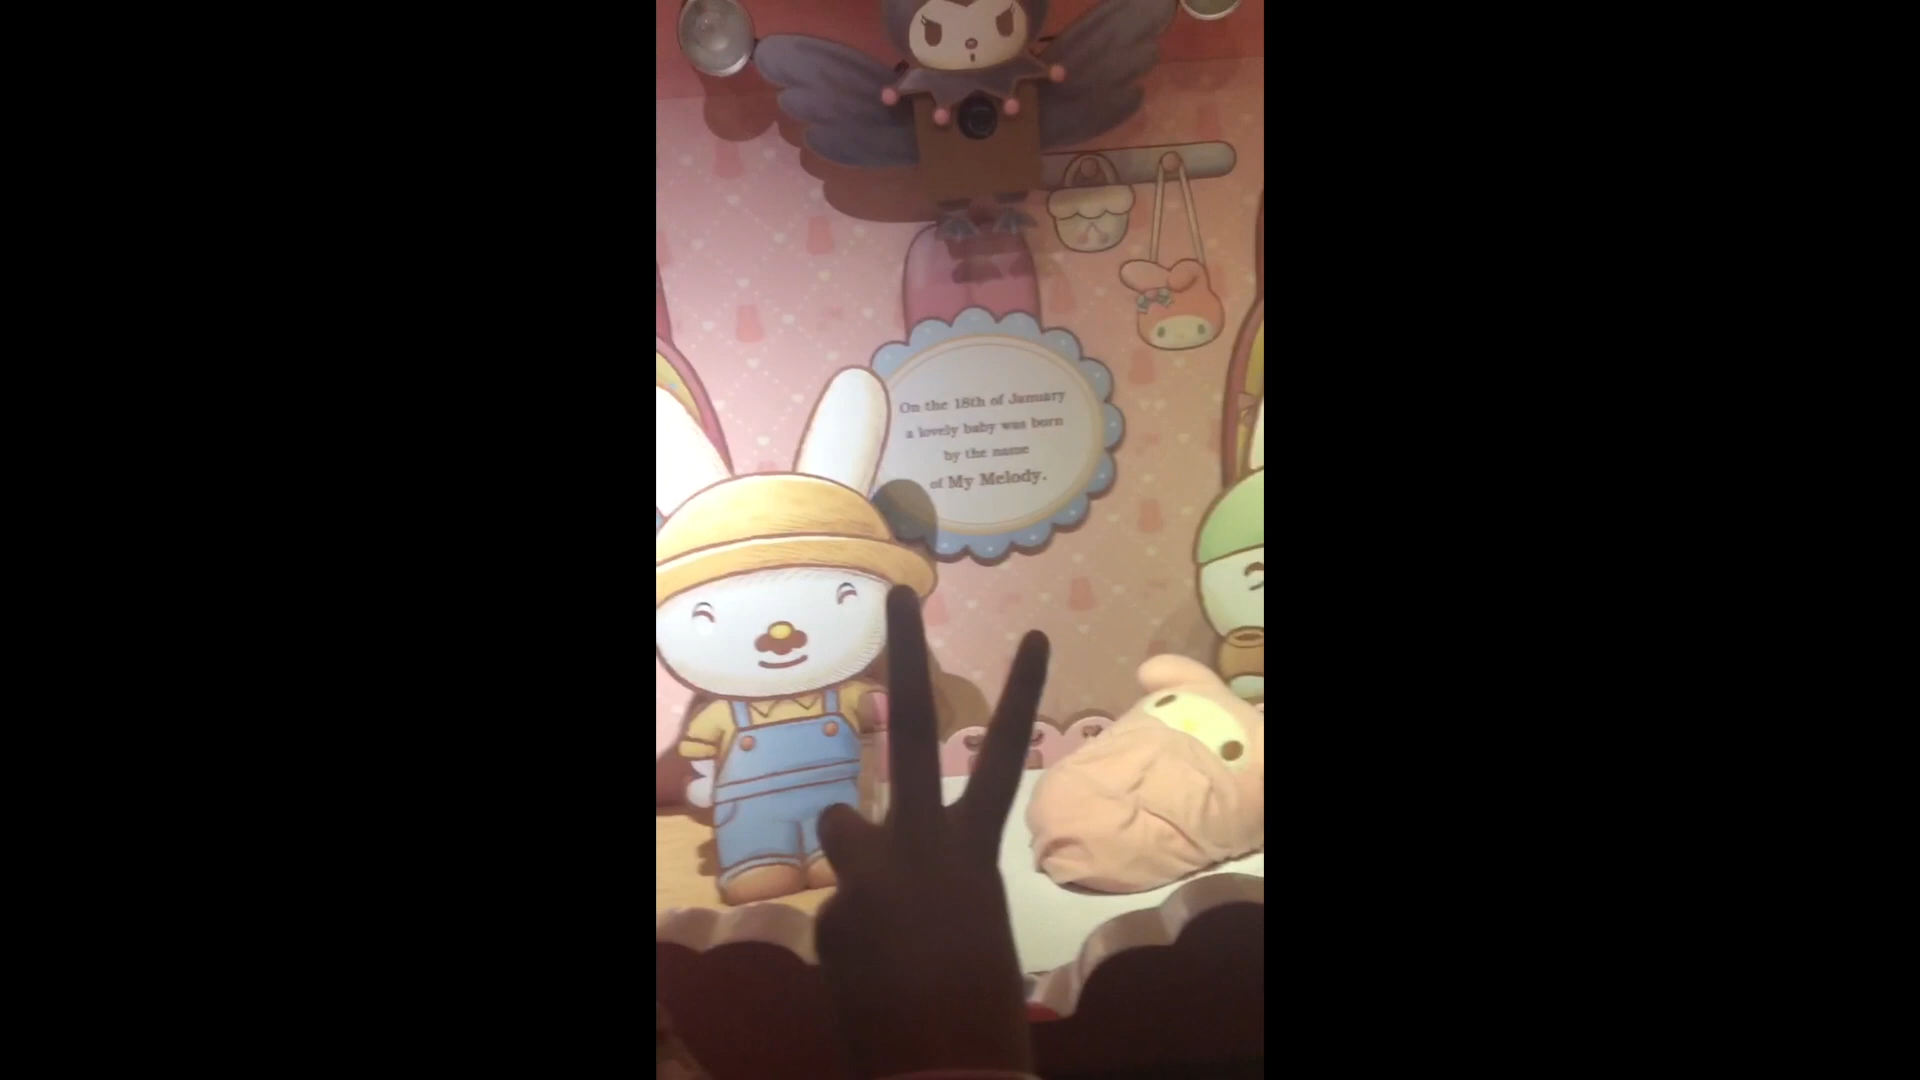 On the 18th of January
a lovely baby was born
by the name
of My Melody.